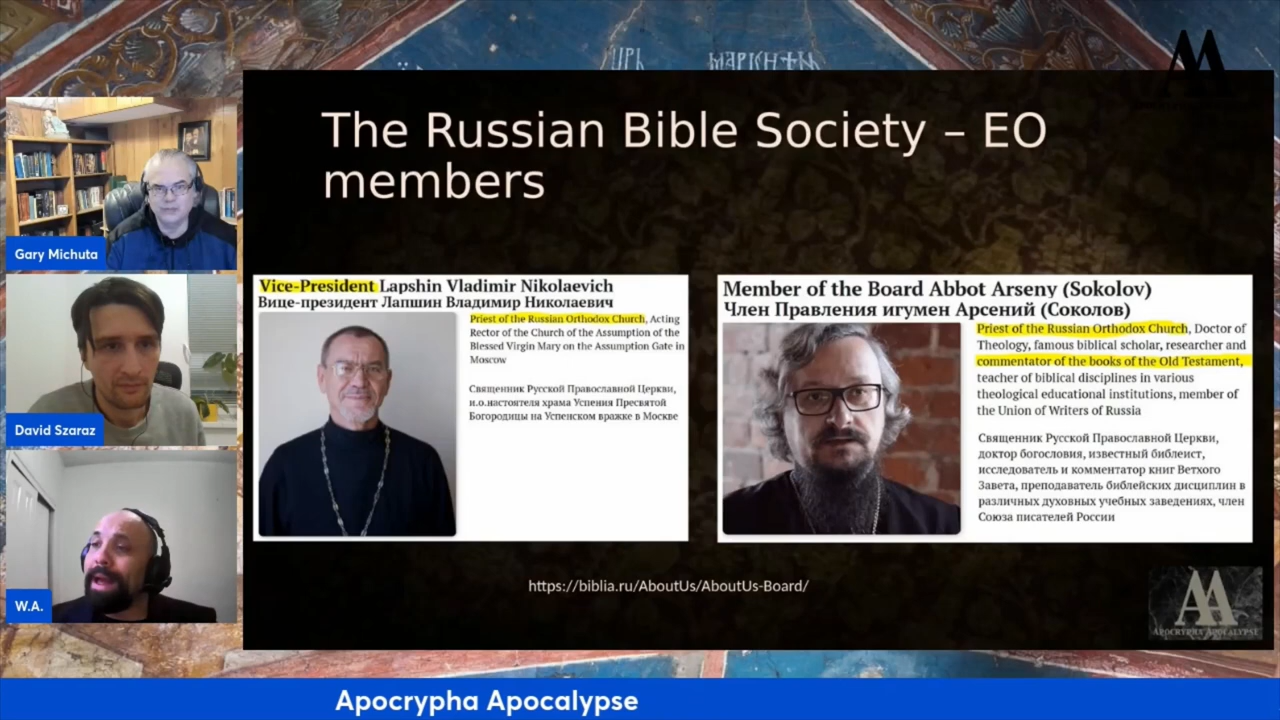 The Russian Bible Society – EO
members
Vice-President Lapshin Vladimir Nikolaevich
Вице-президент Лапшин Владимир Николаевич
Priest of the Russian Orthodox Church, Acting
Rector of the Church of the Assumption of the
Blessed Virgin Mary on the Assumption Gate in
Moscow
Священник Русской Православной Церкви,
и.о.настоятеля храма Успения Пресвятой
Богородицы на Успенском вражке в Москве
Member of the Board Abbot Arseny (Sokolov)
Член Правления игумен Арсений (Соколов)
Priest of the Russian Orthodox Church, Doctor of
Theology, famous biblical scholar, researcher and
commentator of the books of the Old Testament,
teacher of biblical disciplines in various
theological educational institutions, member of
the Union of Writers of Russia
Священник Русской Православной Церкви,
доктор богословия, известный библеист,
исследователь и комментатор книг Ветхого
Завета, преподаватель библейских дисциплин в
различных духовных учебных заведениях, член
Союза писателей России
https://biblia.ru/AboutUs/AboutUs-Board/
Gary Michuta
David Szaraz
W.A.
AA
AA
APOCRYPHA APOCALYPSE
Apocrypha Apocalypse